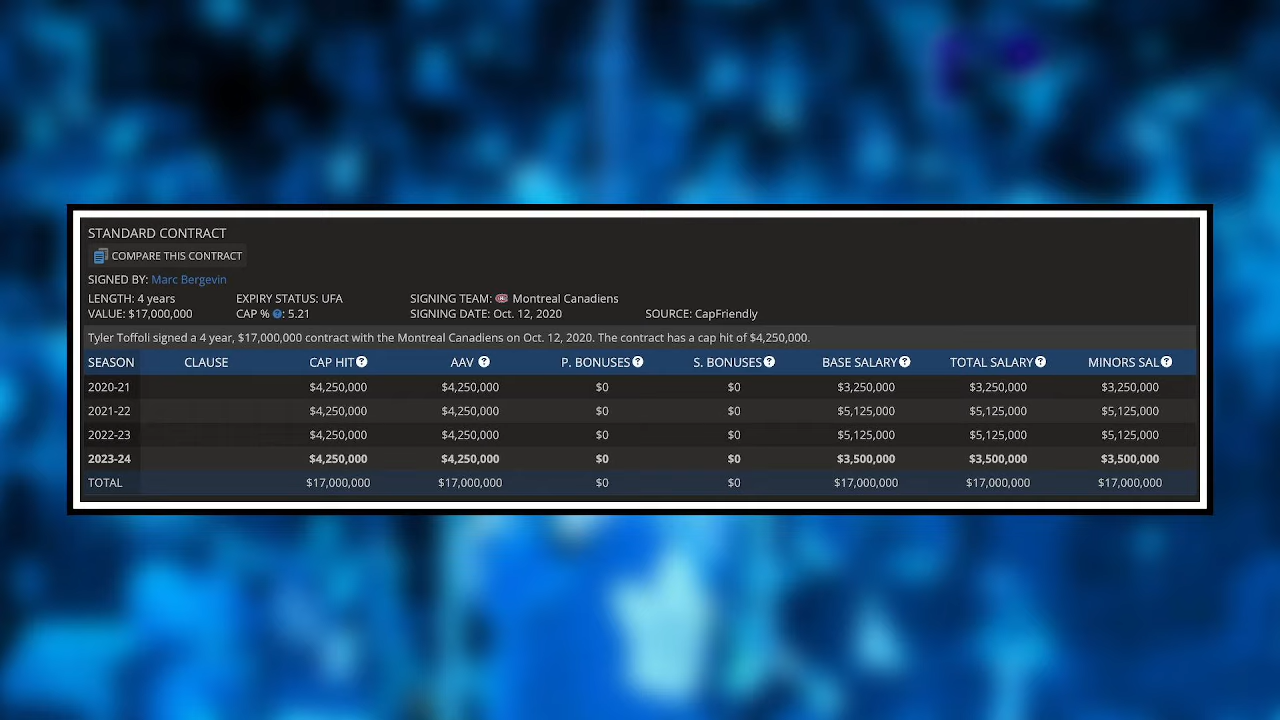 STANDARD CONTRACT
COMPARE THIS CONTRACT
SIGNED BY: Marc Bergevin
LENGTH: 4 years EXPIRY STATUS: UFA SIGNING TEAM: Montreal Canadiens
VALUE: $17,000,000 CAP % ?: 5.21 SIGNING DATE: Oct. 12, 2020 SOURCE: CapFriendly
Tyler Toffoli signed a 4 year, $17,000,000 contract with the Montreal Canadiens on Oct. 12, 2020. The contract has a cap hit of $4,250,000.
SEASON CLAUSE CAP HIT ? AAV ? P. BONUSES ? S. BONUSES ? BASE SALARY ? TOTAL SALARY ? MINORS SAL ?
2020-21 $4,250,000 $4,250,000 $0 $0 $3,250,000 $3,250,000 $3,250,000
2021-22 $4,250,000 $4,250,000 $0 $0 $5,125,000 $5,125,000 $5,125,000
2022-23 $4,250,000 $4,250,000 $0 $0 $5,125,000 $5,125,000 $5,125,000
2023-24 $4,250,000 $4,250,000 $0 $0 $3,500,000 $3,500,000 $3,500,000
TOTAL $17,000,000 $17,000,000 $0 $0 $17,000,000 $17,000,000 $17,000,000